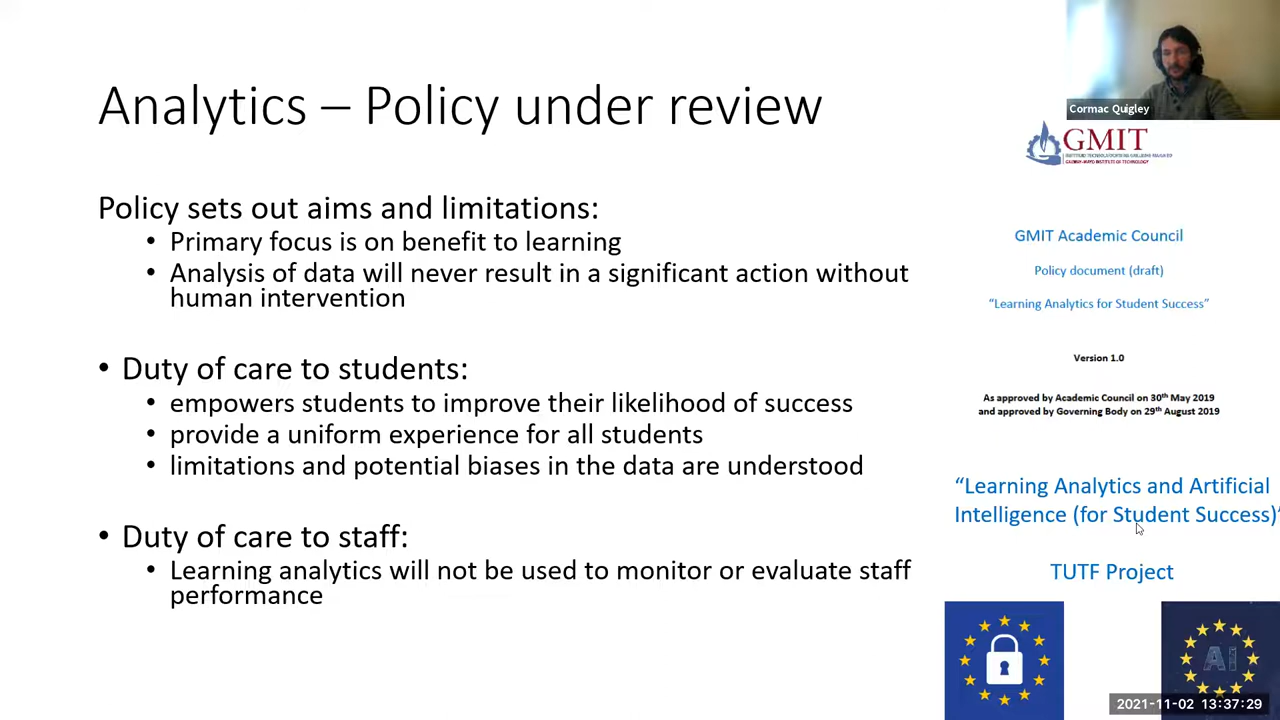 Cormac Quigley
Analytics – Policy under review
GMIT
GALWAY-MAYO INSTITUTE OF TECHNOLOGY
Policy sets out aims and limitations:
• Primary focus is on benefit to learning
• Analysis of data will never result in a significant action without
human intervention
• Duty of care to students:
• empowers students to improve their likelihood of success
• provide a uniform experience for all students
• limitations and potential biases in the data are understood
• Duty of care to staff:
• Learning analytics will not be used to monitor or evaluate staff
performance
GMIT Academic Council
Policy document (draft)
“Learning Analytics for Student Success”
Version 1.0
As approved by Academic Council on 30th May 2019
and approved by Governing Body on 29th August 2019
“Learning Analytics and Artificial
Intelligence (for Student Success)”
TUTF Project
AI
2021-11-02 13:37:29